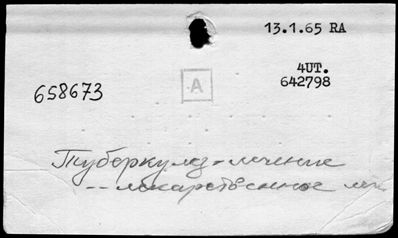 13.1.65 RA
4UT.
642798
658673
A
Туберкулез-лечение
--лекарственное